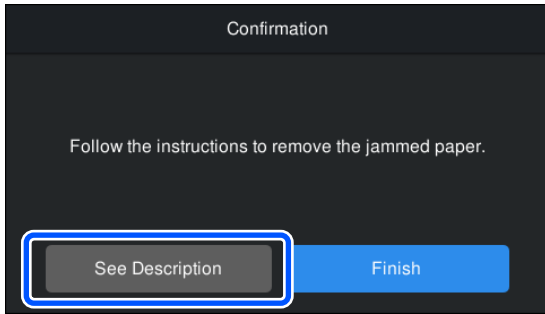 Confirmation
Follow the instructions to remove the jammed paper.
See Description
Finish